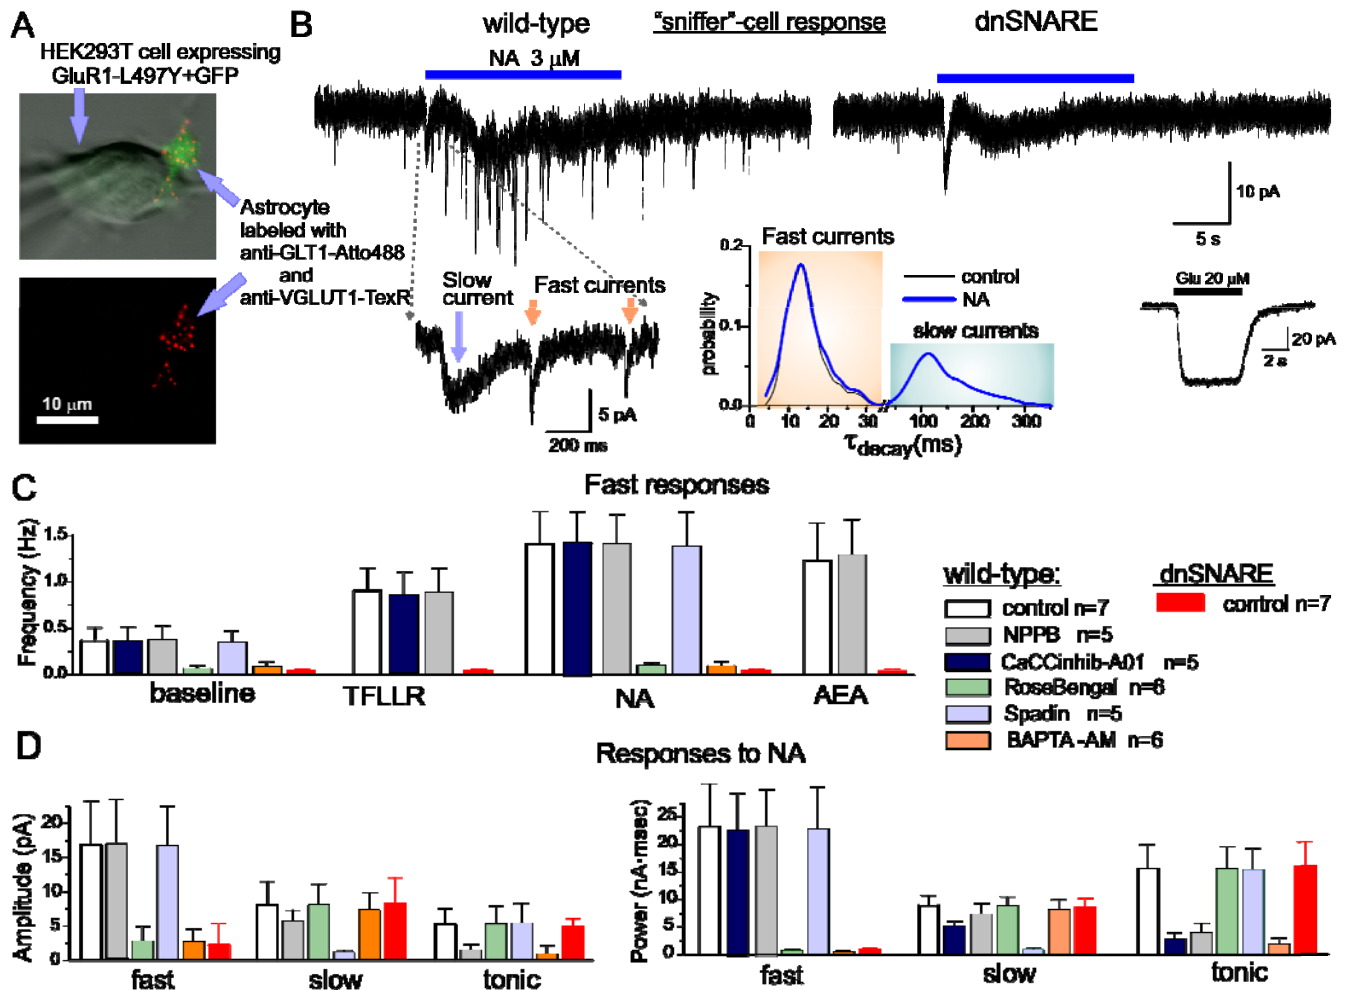 A
HEK293T cell expressing
GluR1-L497Y+GFP
Astrocyte
labeled with
anti-GLT1-Atto488
and
anti-VGLUT1-TexR
10 µm
B
wild-type
"sniffer"-cell response
dnSNARE
NA 3 µM
10 pA
5 s
Slow
current
Fast currents
5 pA
200 ms
Fast currents
control
NA
slow currents
probability
0.2
0.1
0.0
0 10 20 30 100 200 300
τdecay(ms)
Glu 20 µM
20 pA
2 s
C
Fast responses
Frequency (Hz)
1.5
1.0
0.5
0.0
baseline
TFLLR
NA
AEA
wild-type:
control n=7
NPPB n=5
CaCCinhib-A01 n=5
RoseBengal n=6
Spadin n=5
BAPTA-AM n=6
dnSNARE
control n=7
D
Responses to NA
Amplitude (pA)
20
15
10
5
0
fast
slow
tonic
Power (nA·msec)
25
20
15
10
5
0
fast
slow
tonic